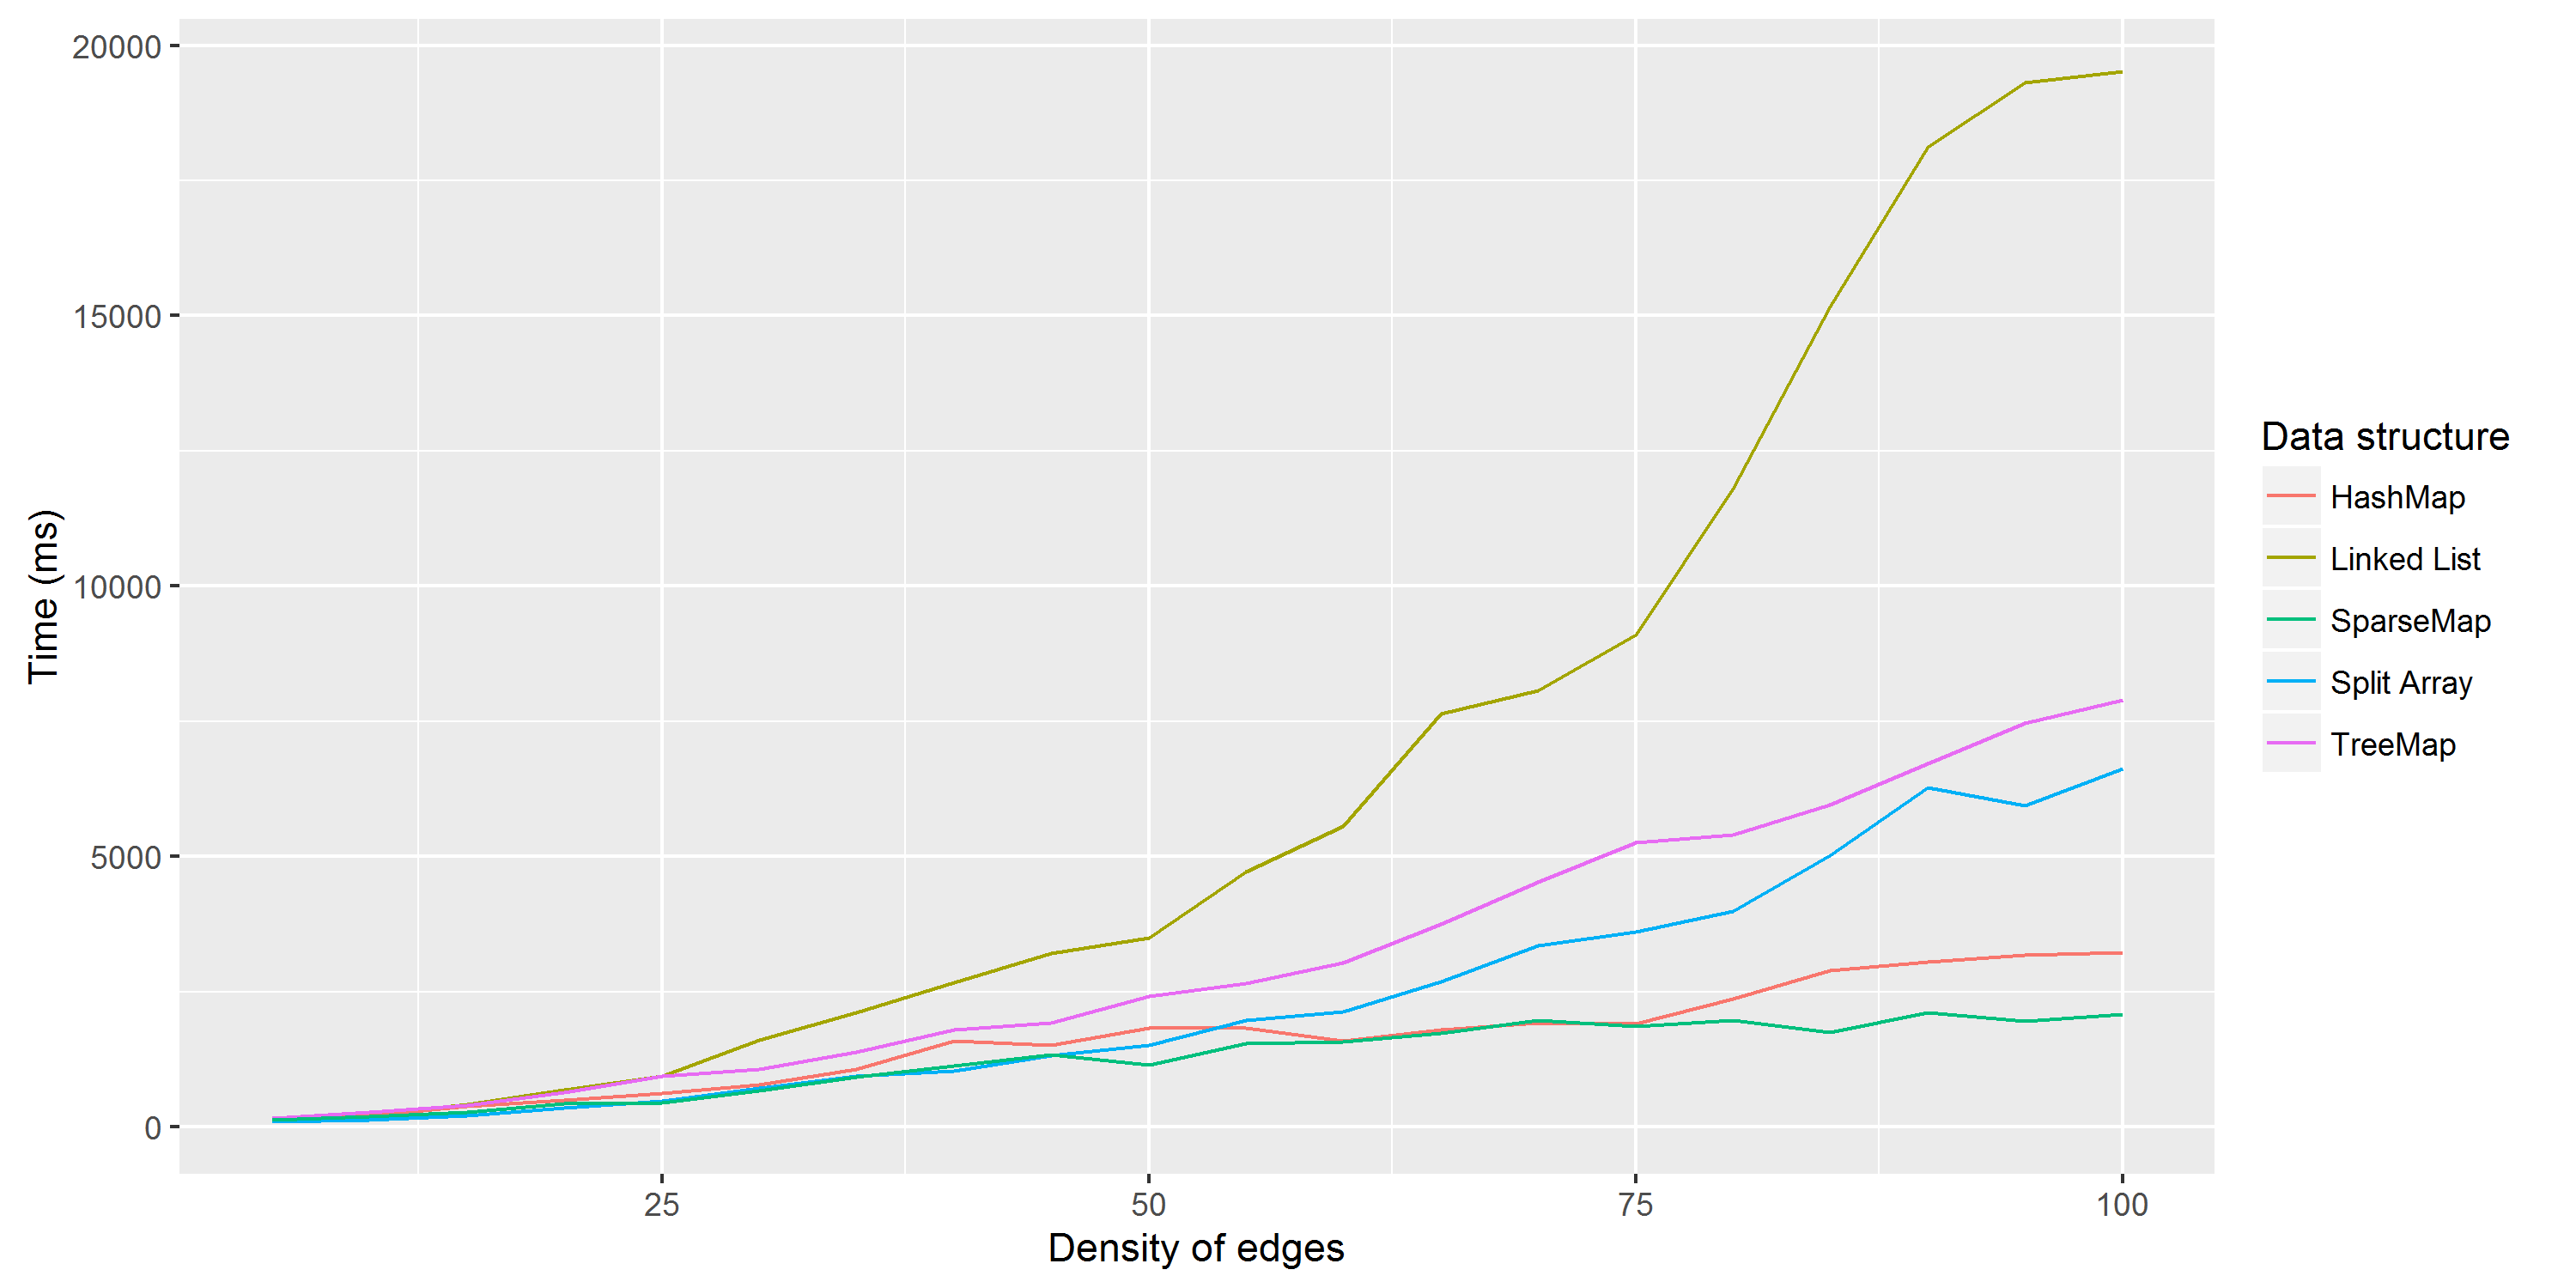 20000
15000
10000
5000
0
Time (ms)
25 50 75 100
Density of edges
Data structure
HashMap
Linked List
SparseMap
Split Array
TreeMap